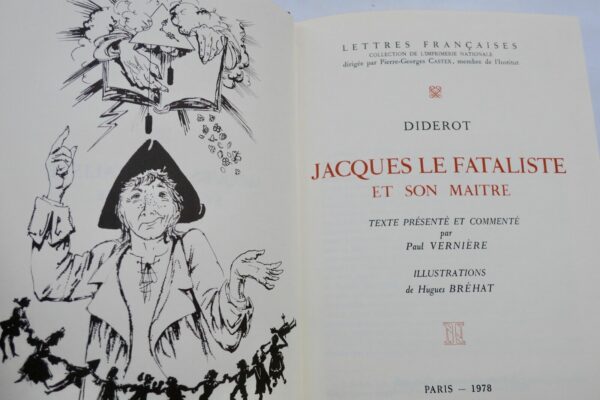 LETTRES FRANÇAISES
COLLECTION DE L'IMPRIMERIE NATIONALE
dirigée par Pierre-Georges CASTEX, membre de l'Institut
DIDEROT
JACQUES LE FATALISTE
ET SON MAITRE
TEXTE PRÉSENTÉ ET COMMENTÉ
par
Paul VERNIÈRE
ILLUSTRATIONS
de Hugues BRÉHAT
PARIS — 1978